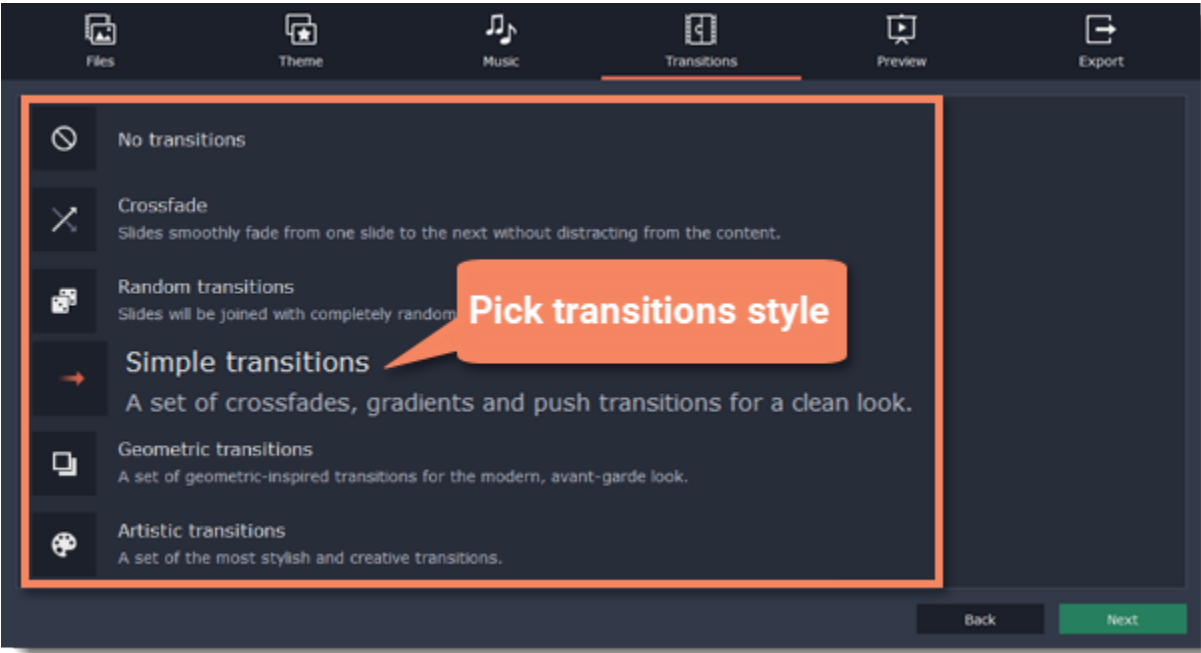 Files Theme Music Transitions Preview Export
No transitions
Crossfade
Slides smoothly fade from one slide to the next without distracting from the content.
Random transitions
Slides will be joined with completely random
Pick transitions style
Simple transitions
A set of crossfades, gradients and push transitions for a clean look.
Geometric transitions
A set of geometric-inspired transitions for the modern, avant-garde look.
Artistic transitions
A set of the most stylish and creative transitions.
Back Next